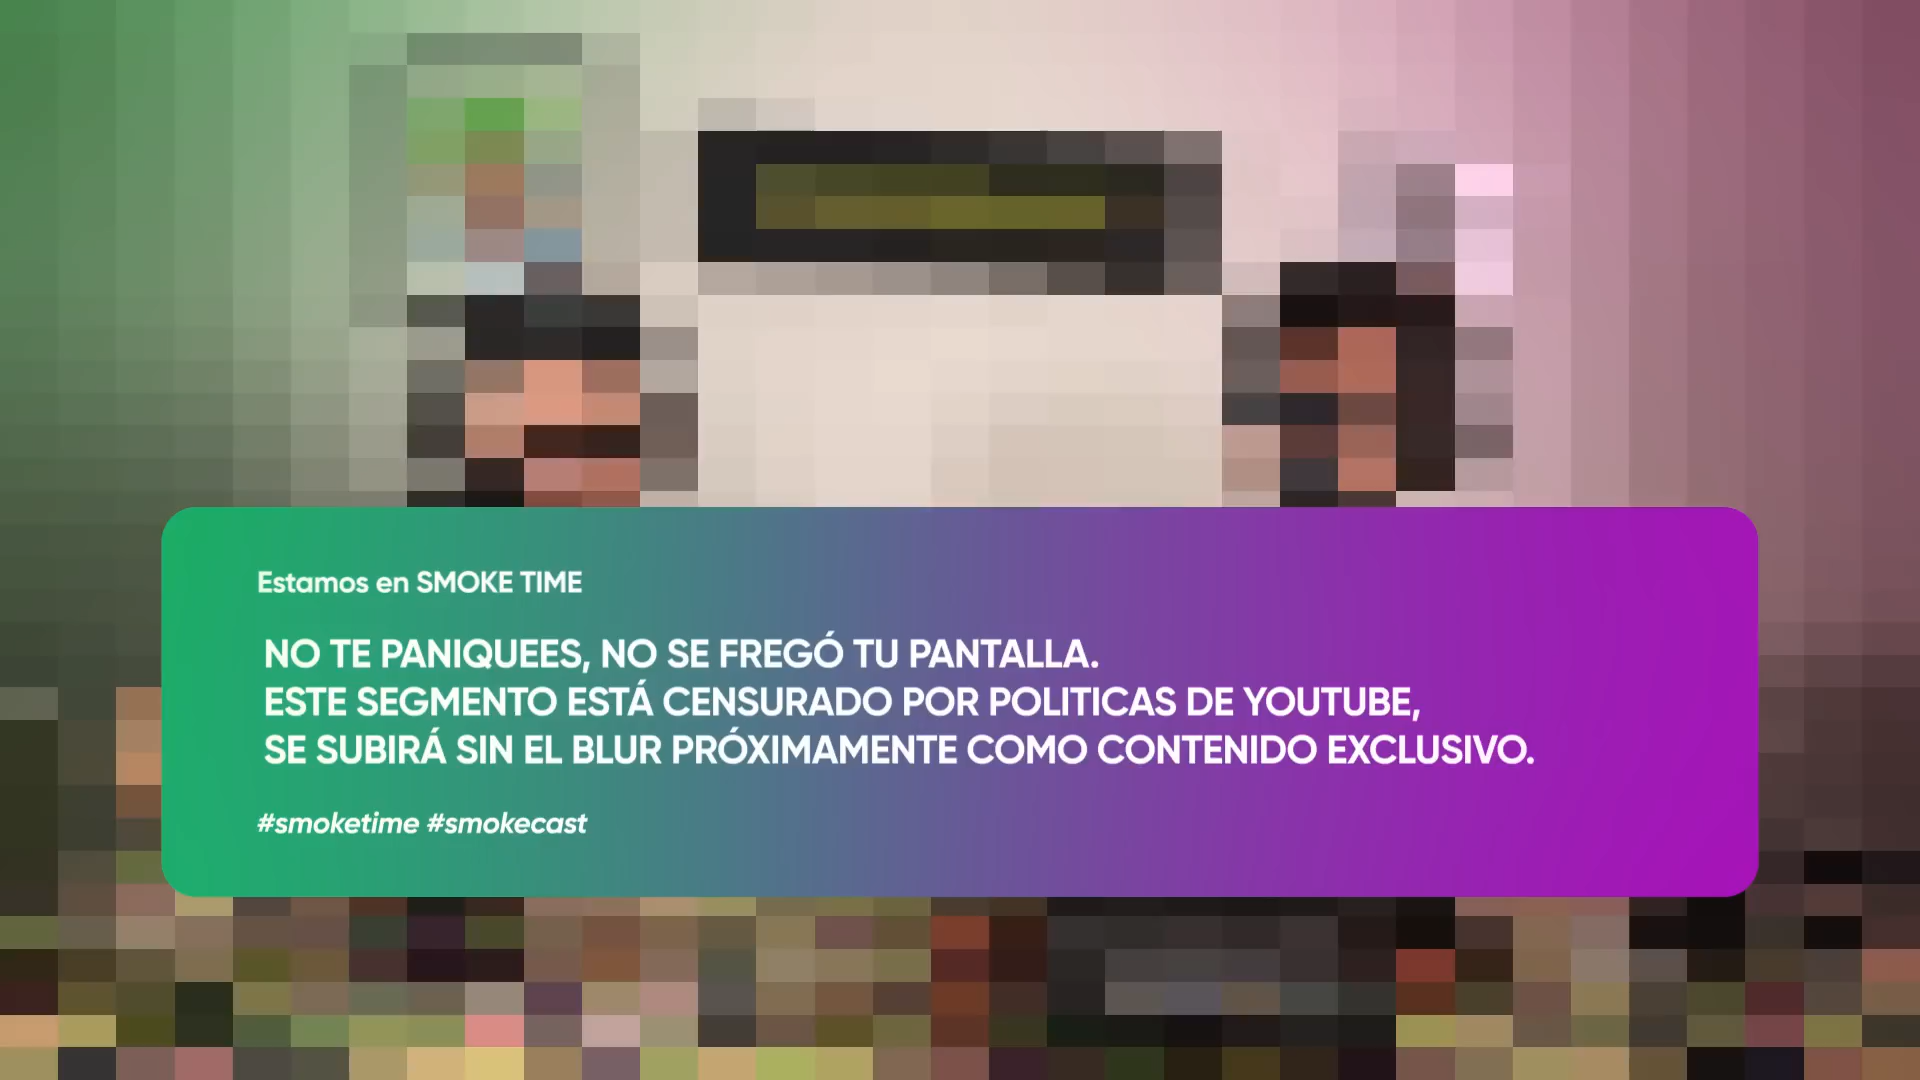 Estamos en SMOKE TIME
NO TE PANIQUEES, NO SE FREGÓ TU PANTALLA.
ESTE SEGMENTO ESTÁ CENSURADO POR POLITICAS DE YOUTUBE,
SE SUBIRÁ SIN EL BLUR PRÓXIMAMENTE COMO CONTENIDO EXCLUSIVO.
#smoketime #smokecast